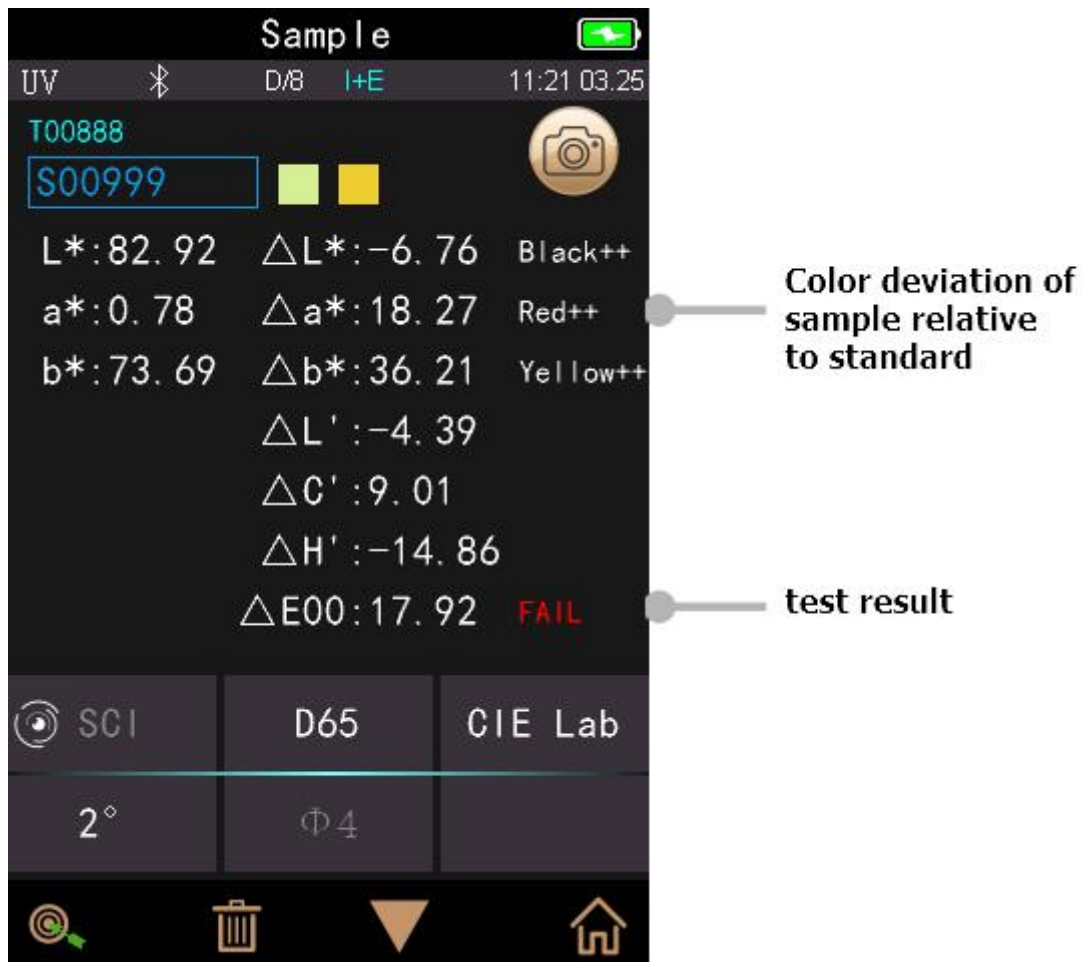 Sample
UV D/8 I+E 11:21 03.25
T00888
S00999
L*:82.92 △L*:-6.76 Black++
a*:0.78 △a*:18.27 Red++
b*:73.69 △b*:36.21 Yellow++
△L':-4.39
△C':9.01
△H':-14.86
△E00:17.92 FAIL
Color deviation of
sample relative
to standard
test result
SCI D65 CIE Lab
2° Φ4